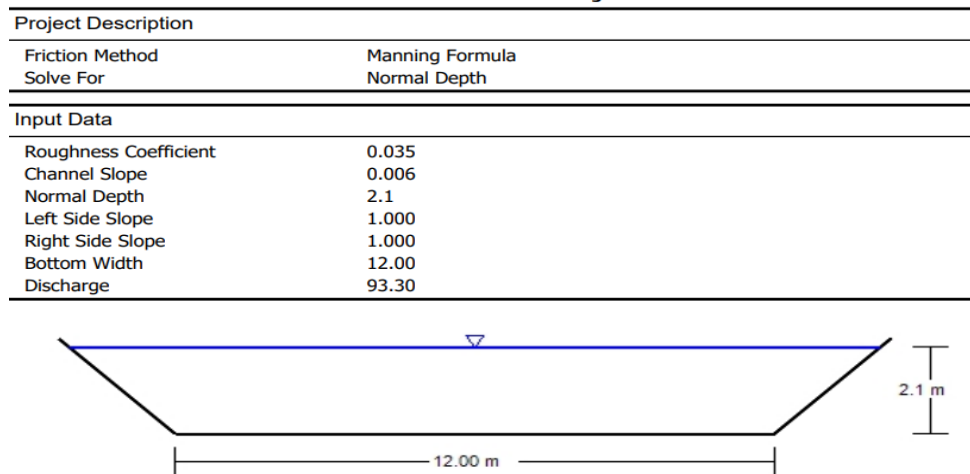 Project Description
Friction Method Manning Formula
Solve For Normal Depth
Input Data
Roughness Coefficient 0.035
Channel Slope 0.006
Normal Depth 2.1
Left Side Slope 1.000
Right Side Slope 1.000
Bottom Width 12.00
Discharge 93.30
2.1 m
12.00 m